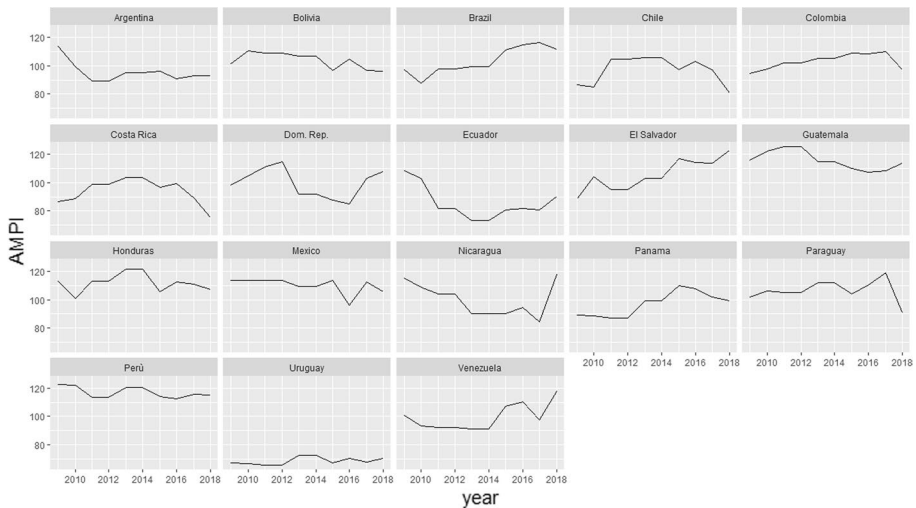 Argentina Bolivia Brazil Chile Colombia
120
100
80
Costa Rica Dom. Rep. Ecuador El Salvador Guatemala
120
100
80
AMPI
Honduras Mexico Nicaragua Panama Paraguay
120
100
80
2010 2012 2014 2016 2018 2010 2012 2014 2016 2018
Perù Uruguay Venezuela
120
100
80
2010 2012 2014 2016 2018 2010 2012 2014 2016 2018 2010 2012 2014 2016 2018
year